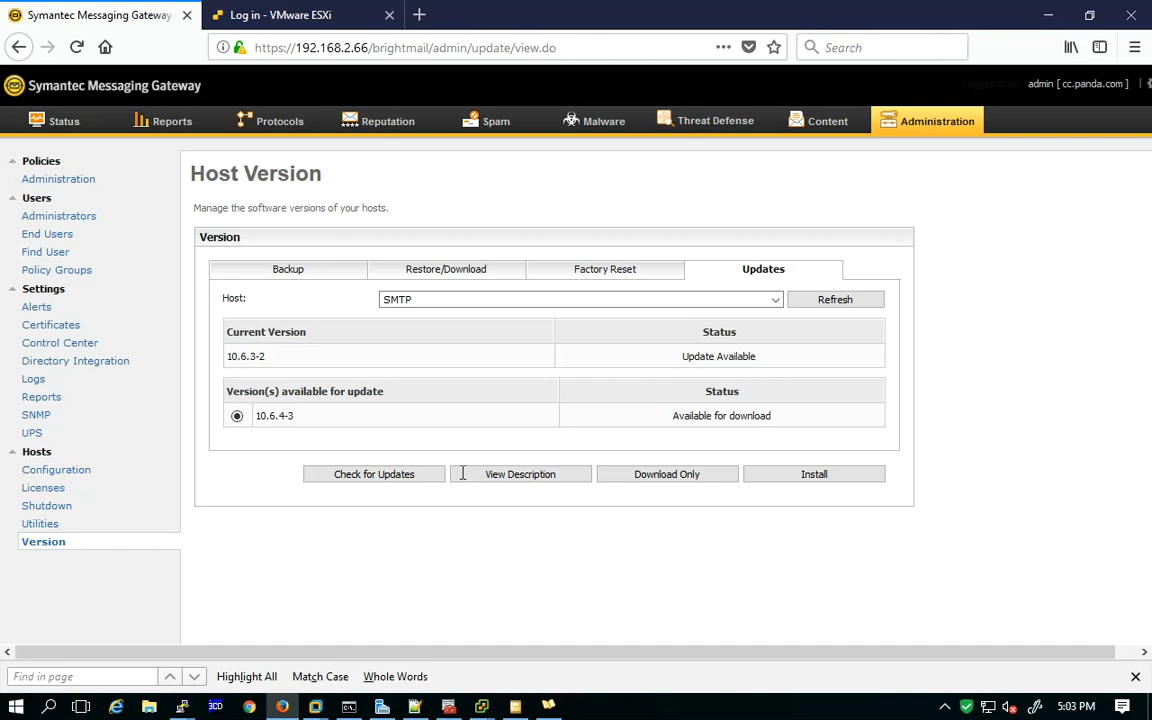 Symantec Messaging Gateway
Log in - VMware ESXi
https://192.168.2.66/brightmail/admin/update/view.do
Search
Symantec Messaging Gateway
admin [ cc.panda.com ]
Status
Reports
Protocols
Reputation
Spam
Malware
Threat Defense
Content
Administration
Policies
Administration
Users
Administrators
End Users
Find User
Policy Groups
Settings
Alerts
Certificates
Control Center
Directory Integration
Logs
Reports
SNMP
UPS
Hosts
Configuration
Licenses
Shutdown
Utilities
Version
Host Version
Manage the software versions of your hosts.
Version
Backup
Restore/Download
Factory Reset
Updates
Host:
SMTP
Refresh
Current Version
Status
10.6.3-2
Update Available
Version(s) available for update
Status
10.6.4-3
Available for download
Check for Updates
View Description
Download Only
Install
Find in page
Highlight All
Match Case
Whole Words
5:03 PM